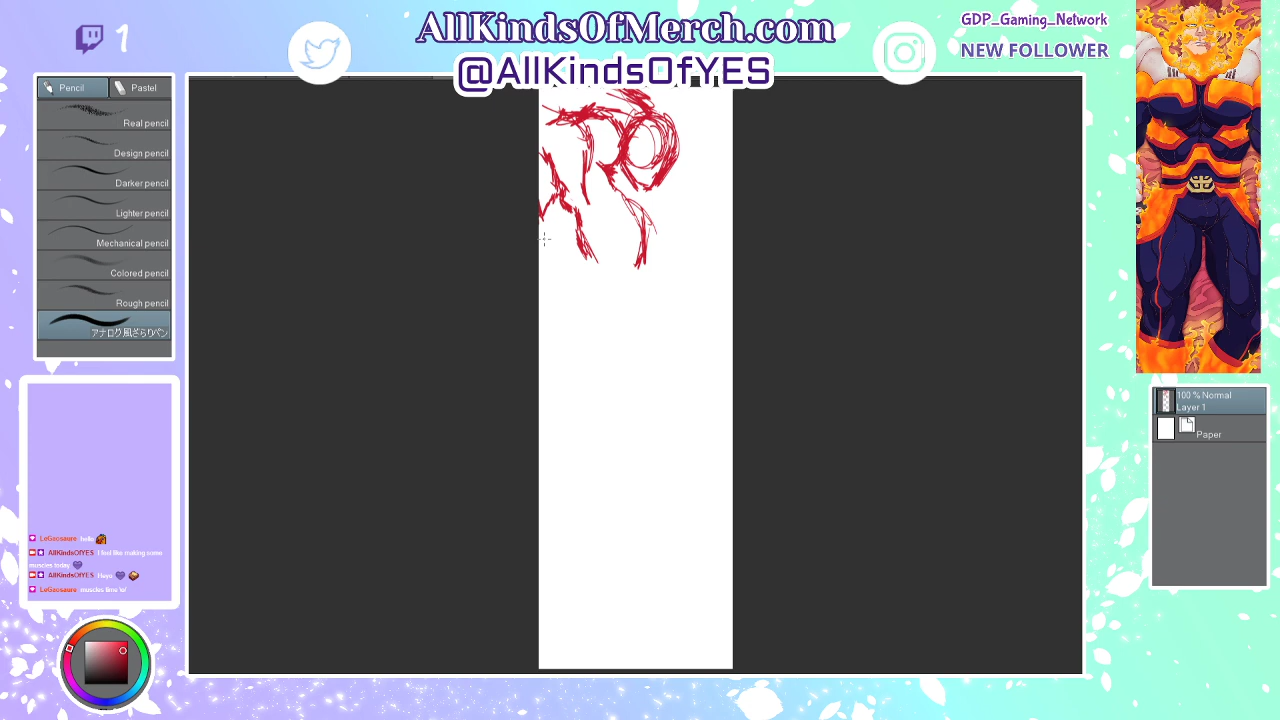 AllKindsOfMerch.com
@AllKindsOfYES
1
GDP_Gaming_Network
NEW FOLLOWER
Pencil
Pastel
Real pencil
Design pencil
Darker pencil
Lighter pencil
Mechanical pencil
Colored pencil
Rough pencil
アナログ風ざらりペン
100 % Normal
Layer 1
Paper
LeGaosaure hello
AllKindsOfYES I feel like making some
muscles today
AllKindsOfYES Heyo
LeGaosaure muscles time